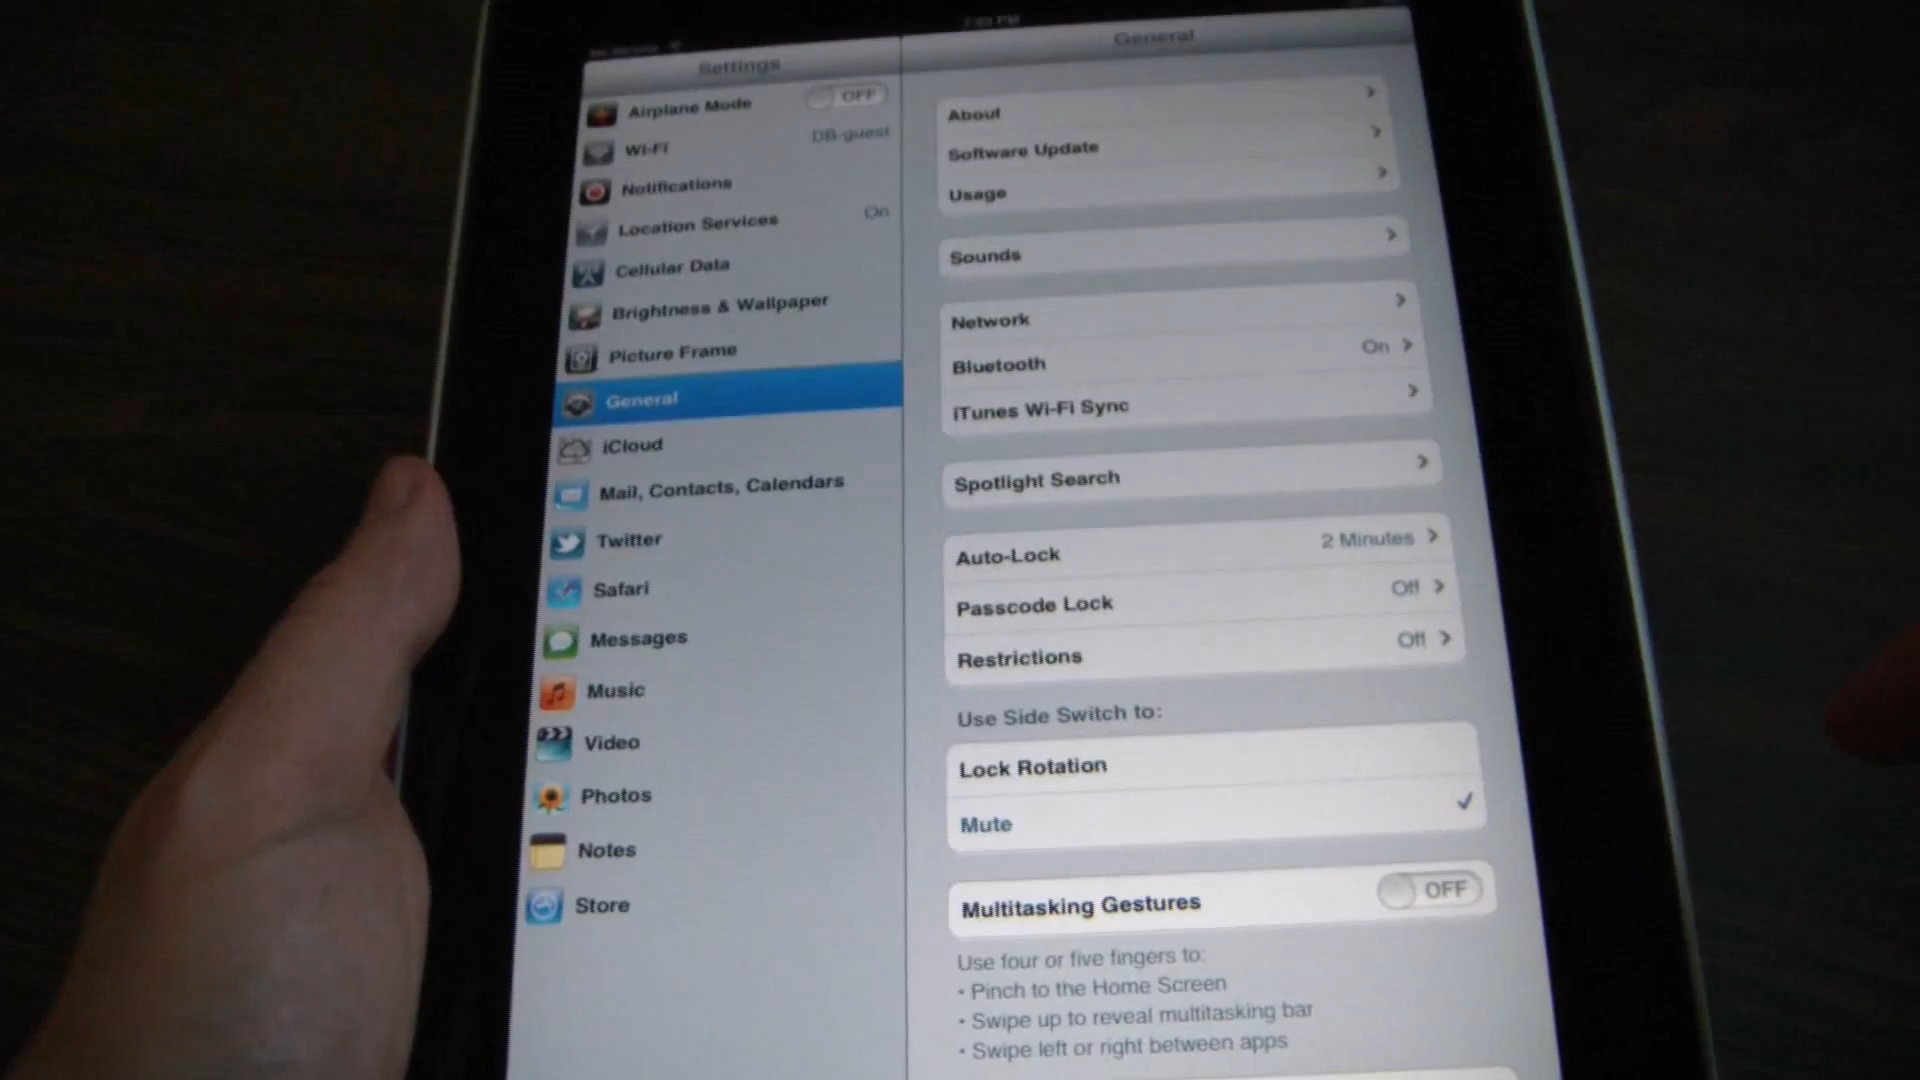 7:03 PM
Settings
Airplane Mode OFF
Wi-Fi DB-guest
Notifications
Location Services On
Cellular Data
Brightness & Wallpaper
Picture Frame
General
iCloud
Mail, Contacts, Calendars
Twitter
Safari
Messages
Music
Video
Photos
Notes
Store
General
About
Software Update
Usage
Sounds
Network
Bluetooth On
iTunes Wi-Fi Sync
Spotlight Search
Auto-Lock 2 Minutes
Passcode Lock Off
Restrictions Off
Use Side Switch to:
Lock Rotation
Mute
Multitasking Gestures OFF
Use four or five fingers to:
• Pinch to the Home Screen
• Swipe up to reveal multitasking bar
• Swipe left or right between apps